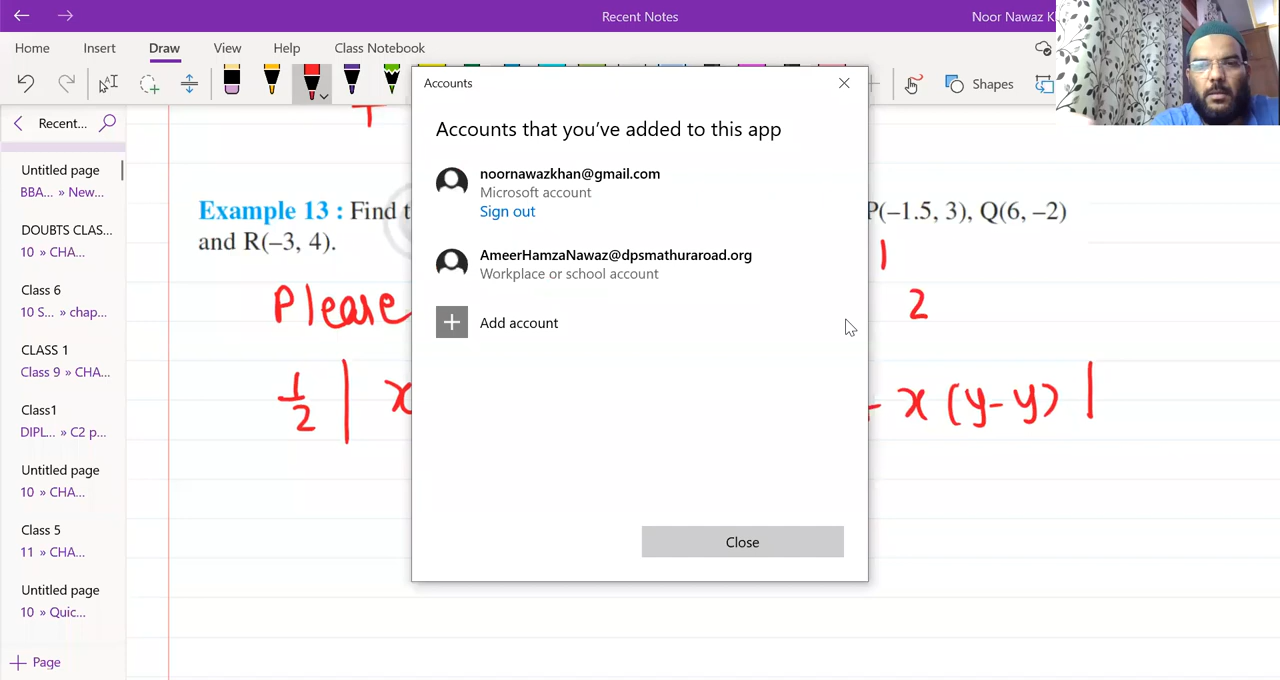 Recent Notes
Noor Nawaz K
Home Insert Draw View Help Class Notebook
Shapes
Recent...
Untitled page
BBA... » New...
DOUBTS CLAS...
10 » CHA...
Class 6
10 S... » chap...
CLASS 1
Class 9 » CHA...
Class1
DIPL... » C2 p...
Untitled page
10 » CHA...
Class 5
11 » CHA...
Untitled page
10 » Quic...
+ Page
Accounts
Accounts that you've added to this app
noornawazkhan@gmail.com
Microsoft account
Sign out
AmeerHamzaNawaz@dpsmathuraroad.org
Workplace or school account
+ Add account
Close
Example 13 : Find t P(–1.5, 3), Q(6, –2)
and R(–3, 4).
1
Please 2
1/2 | x - x (y-y) |